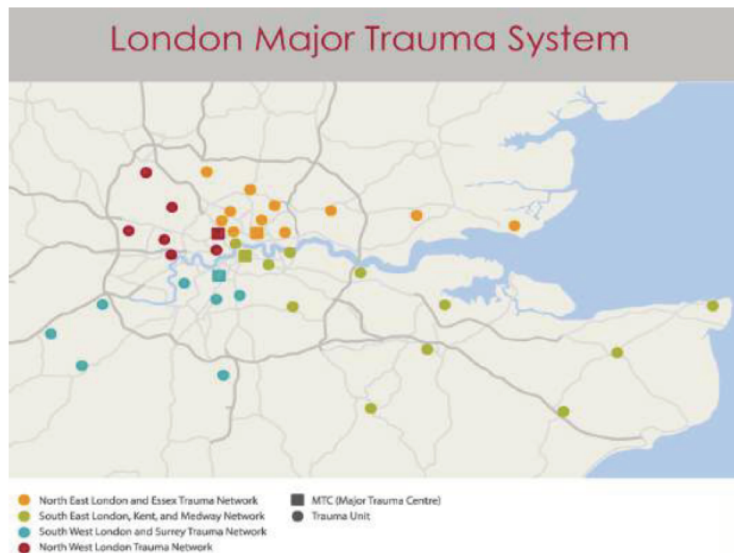 London Major Trauma System
North East London and Essex Trauma Network
South East London, Kent, and Medway Network
South West London and Surrey Trauma Network
North West London Trauma Network
MTC (Major Trauma Centre)
Trauma Unit